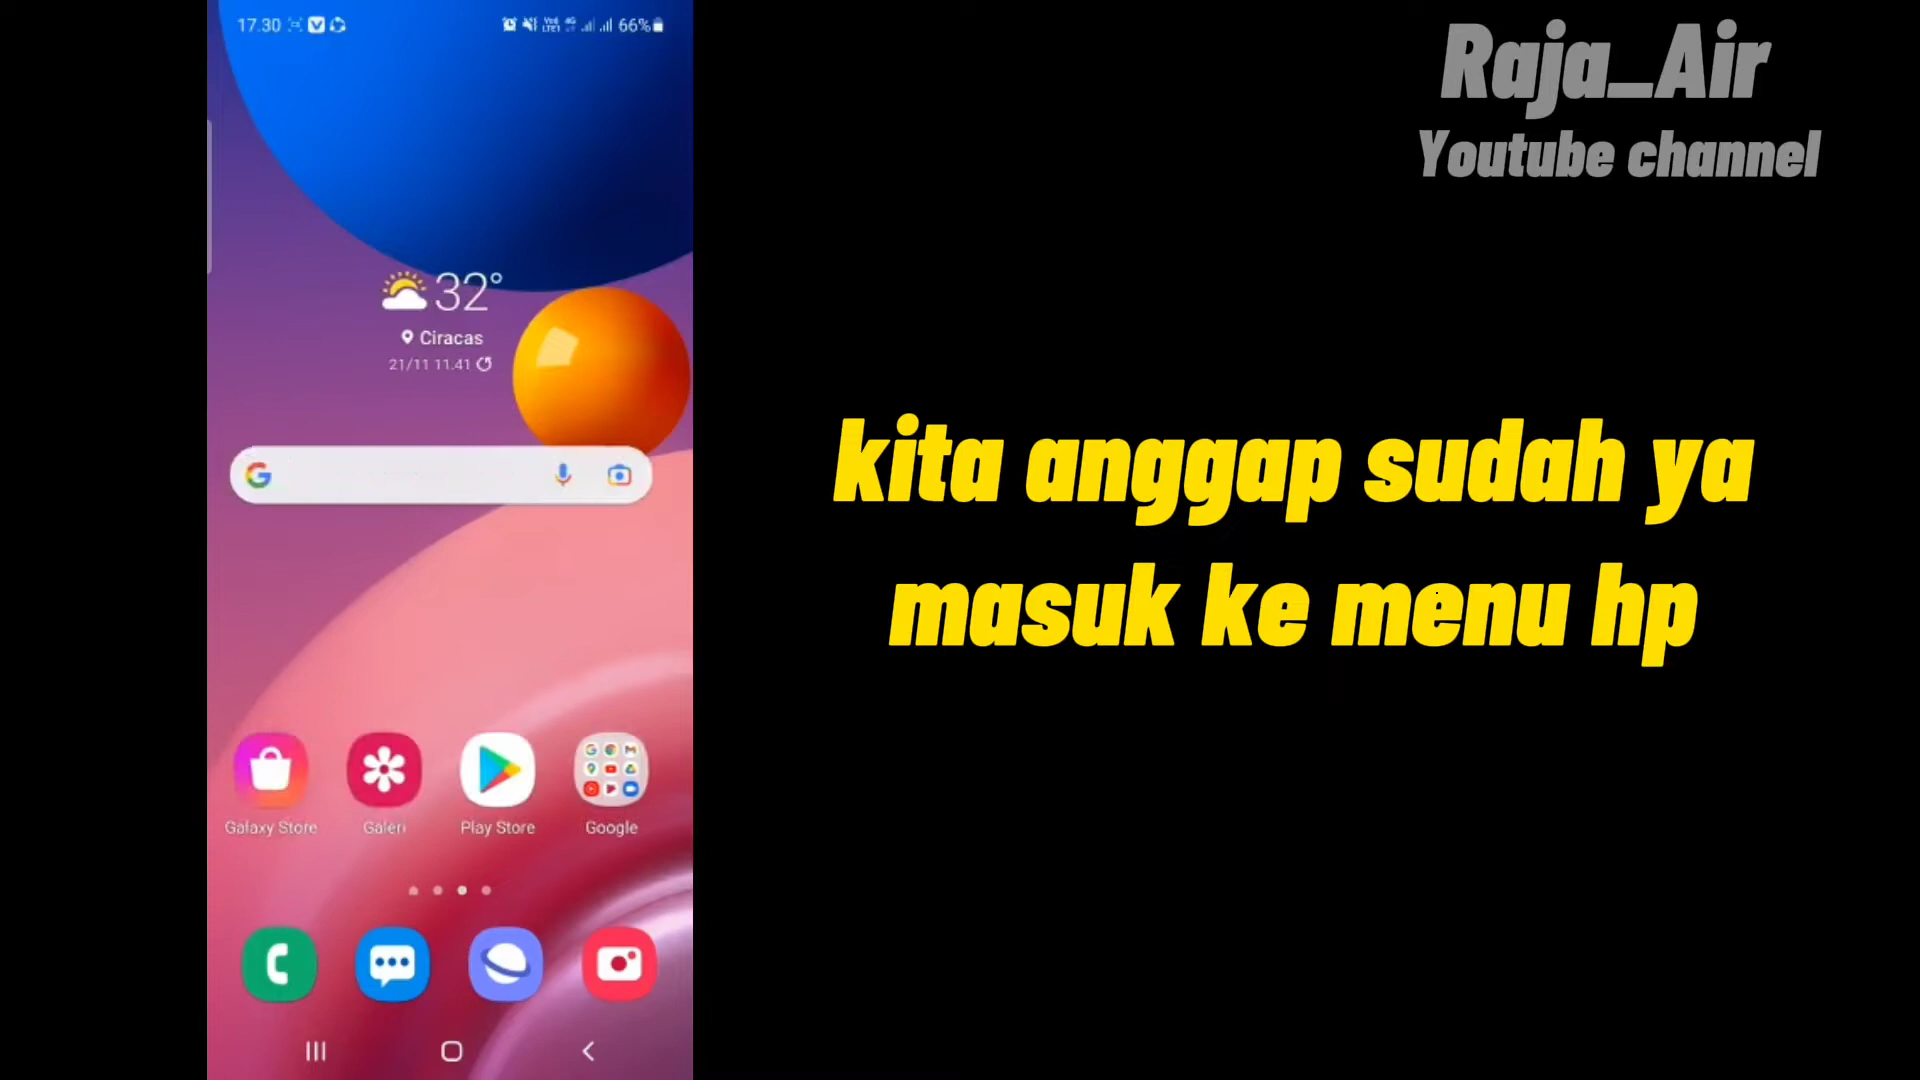 17.30
66%
Raja_Air
Youtube channel
32°
Ciracas
21/11 11.41
kita anggap sudah ya
masuk ke menu hp
Galaxy Store
Galeri
Play Store
Google